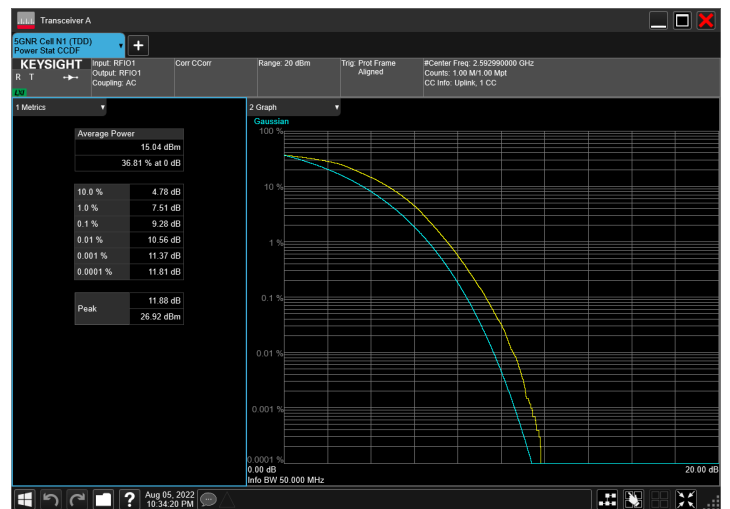 Transceiver A
5GNR Cell N1 (TDD)
Power Stat CCDF
KEYSIGHT
R T
LXI
Input: RFIO1
Output: RFIO1
Coupling: AC
Corr CCorr
Range: 20 dBm
Trig: Prot Frame
Aligned
#Center Freq: 2.592990000 GHz
Counts: 1.00 M/1.00 Mpt
CC Info: Uplink, 1 CC
1 Metrics
Average Power
15.04 dBm
36.81 % at 0 dB
10.0 % 4.78 dB
1.0 % 7.51 dB
0.1 % 9.28 dB
0.01 % 10.56 dB
0.001 % 11.37 dB
0.0001 % 11.81 dB
Peak
11.88 dB
26.92 dBm
2 Graph
Gaussian
100 %
10 %
1 %
0.1 %
0.01 %
0.001 %
0.0001 %
0.00 dB
20.00 dB
Info BW 50.000 MHz
?
Aug 05, 2022
10:34:20 PM